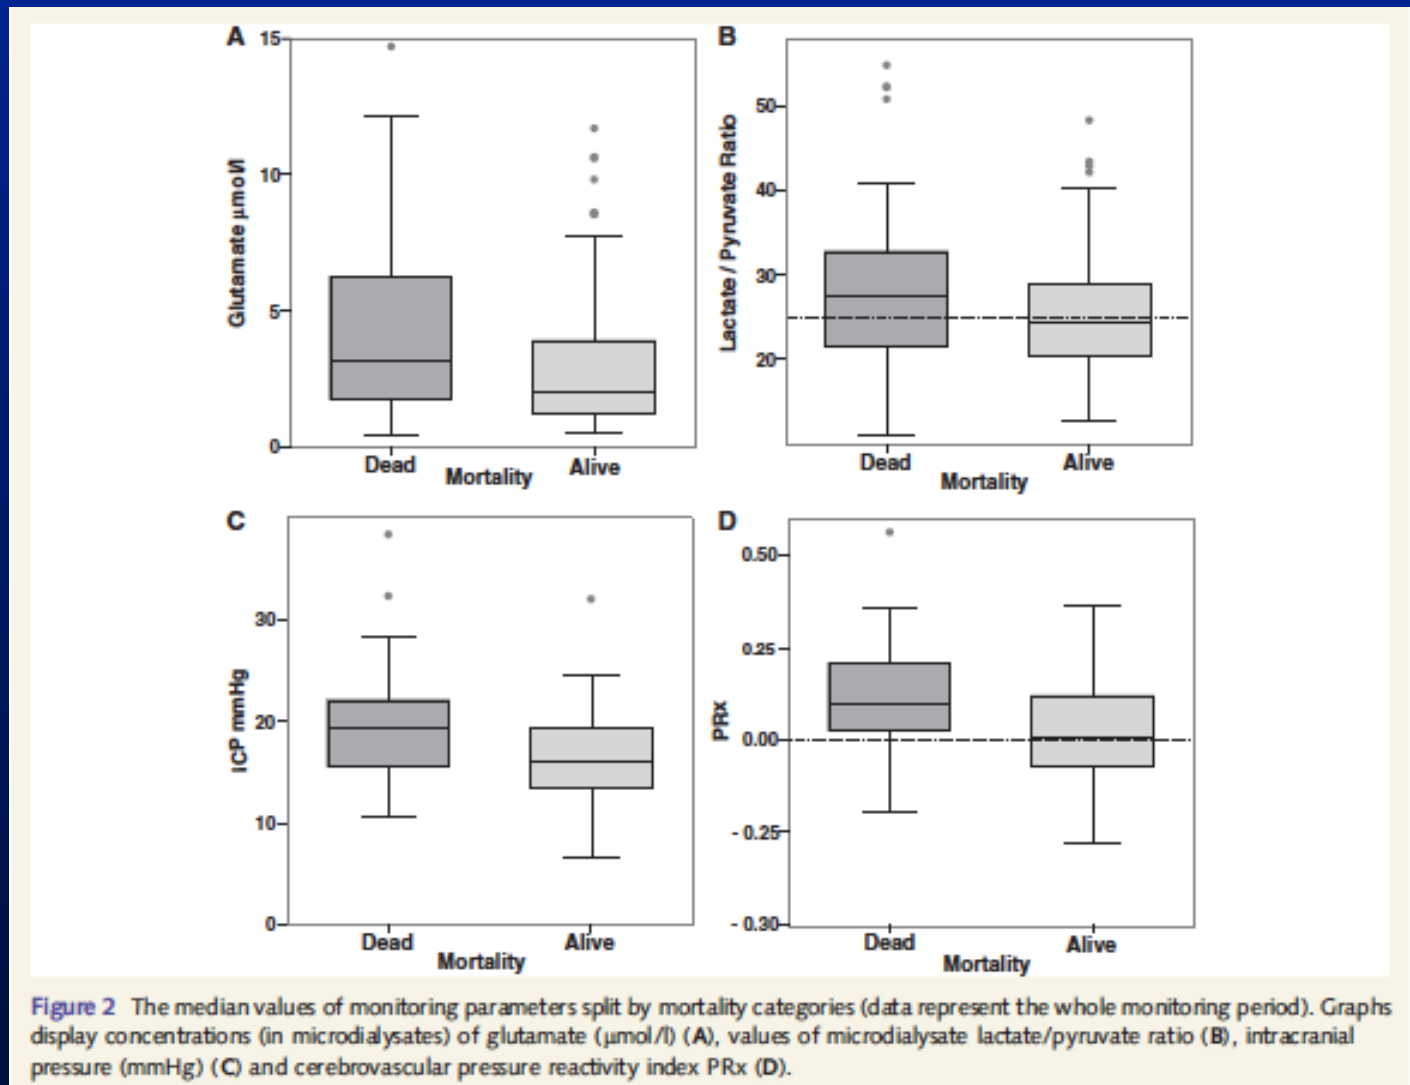 A
15
10
5
0
Glutamate µmol/l
Dead
Alive
Mortality
B
50
40
30
20
Lactate / Pyruvate Ratio
Dead
Alive
Mortality
C
30
20
10
0
ICP mmHg
Dead
Alive
Mortality
D
0.50
0.25
0.00
- 0.25
- 0.30
PRx
Dead
Alive
Mortality
Figure 2 The median values of monitoring parameters split by mortality categories (data represent the whole monitoring period). Graphs
display concentrations (in microdialysates) of glutamate (µmol/l) (A), values of microdialysate lactate/pyruvate ratio (B), intracranial
pressure (mmHg) (C) and cerebrovascular pressure reactivity index PRx (D).